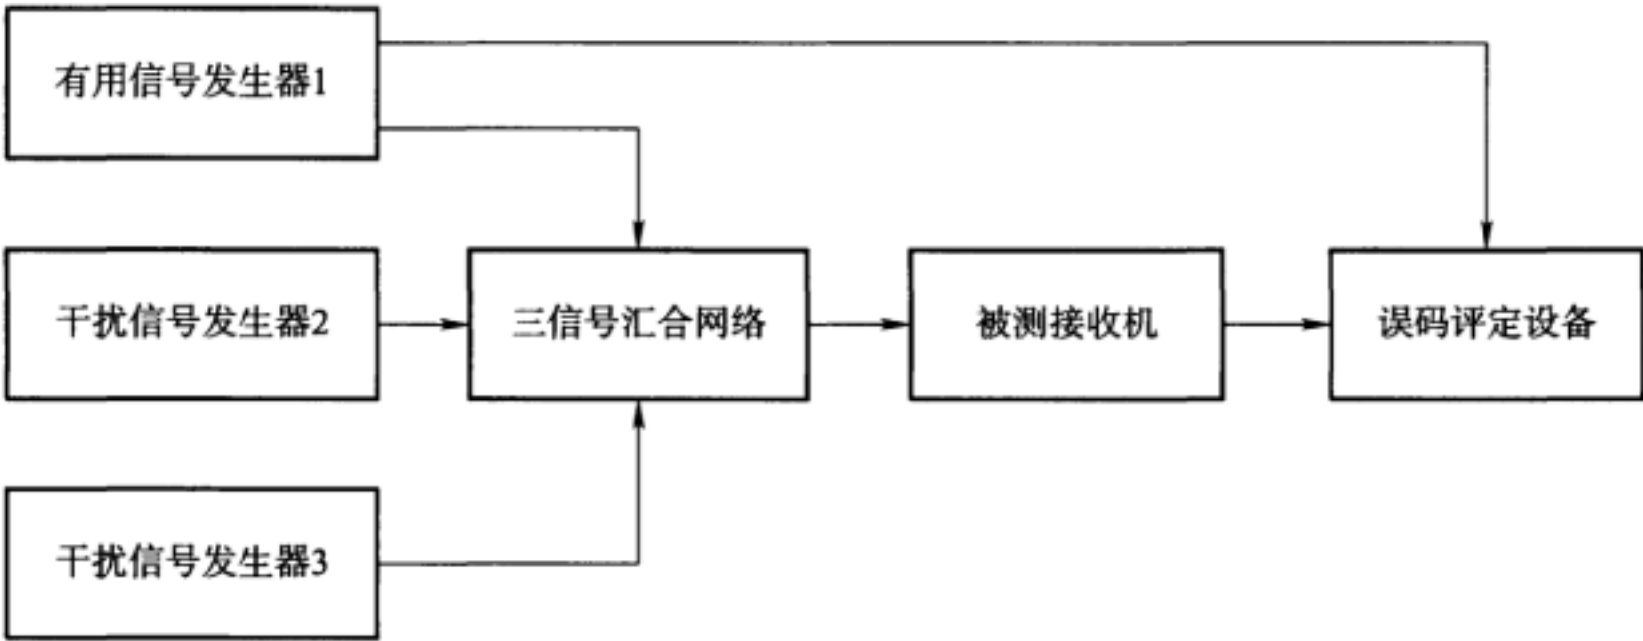 有用信号发生器1
干扰信号发生器2
三信号汇合网络
被测接收机
误码评定设备
干扰信号发生器3